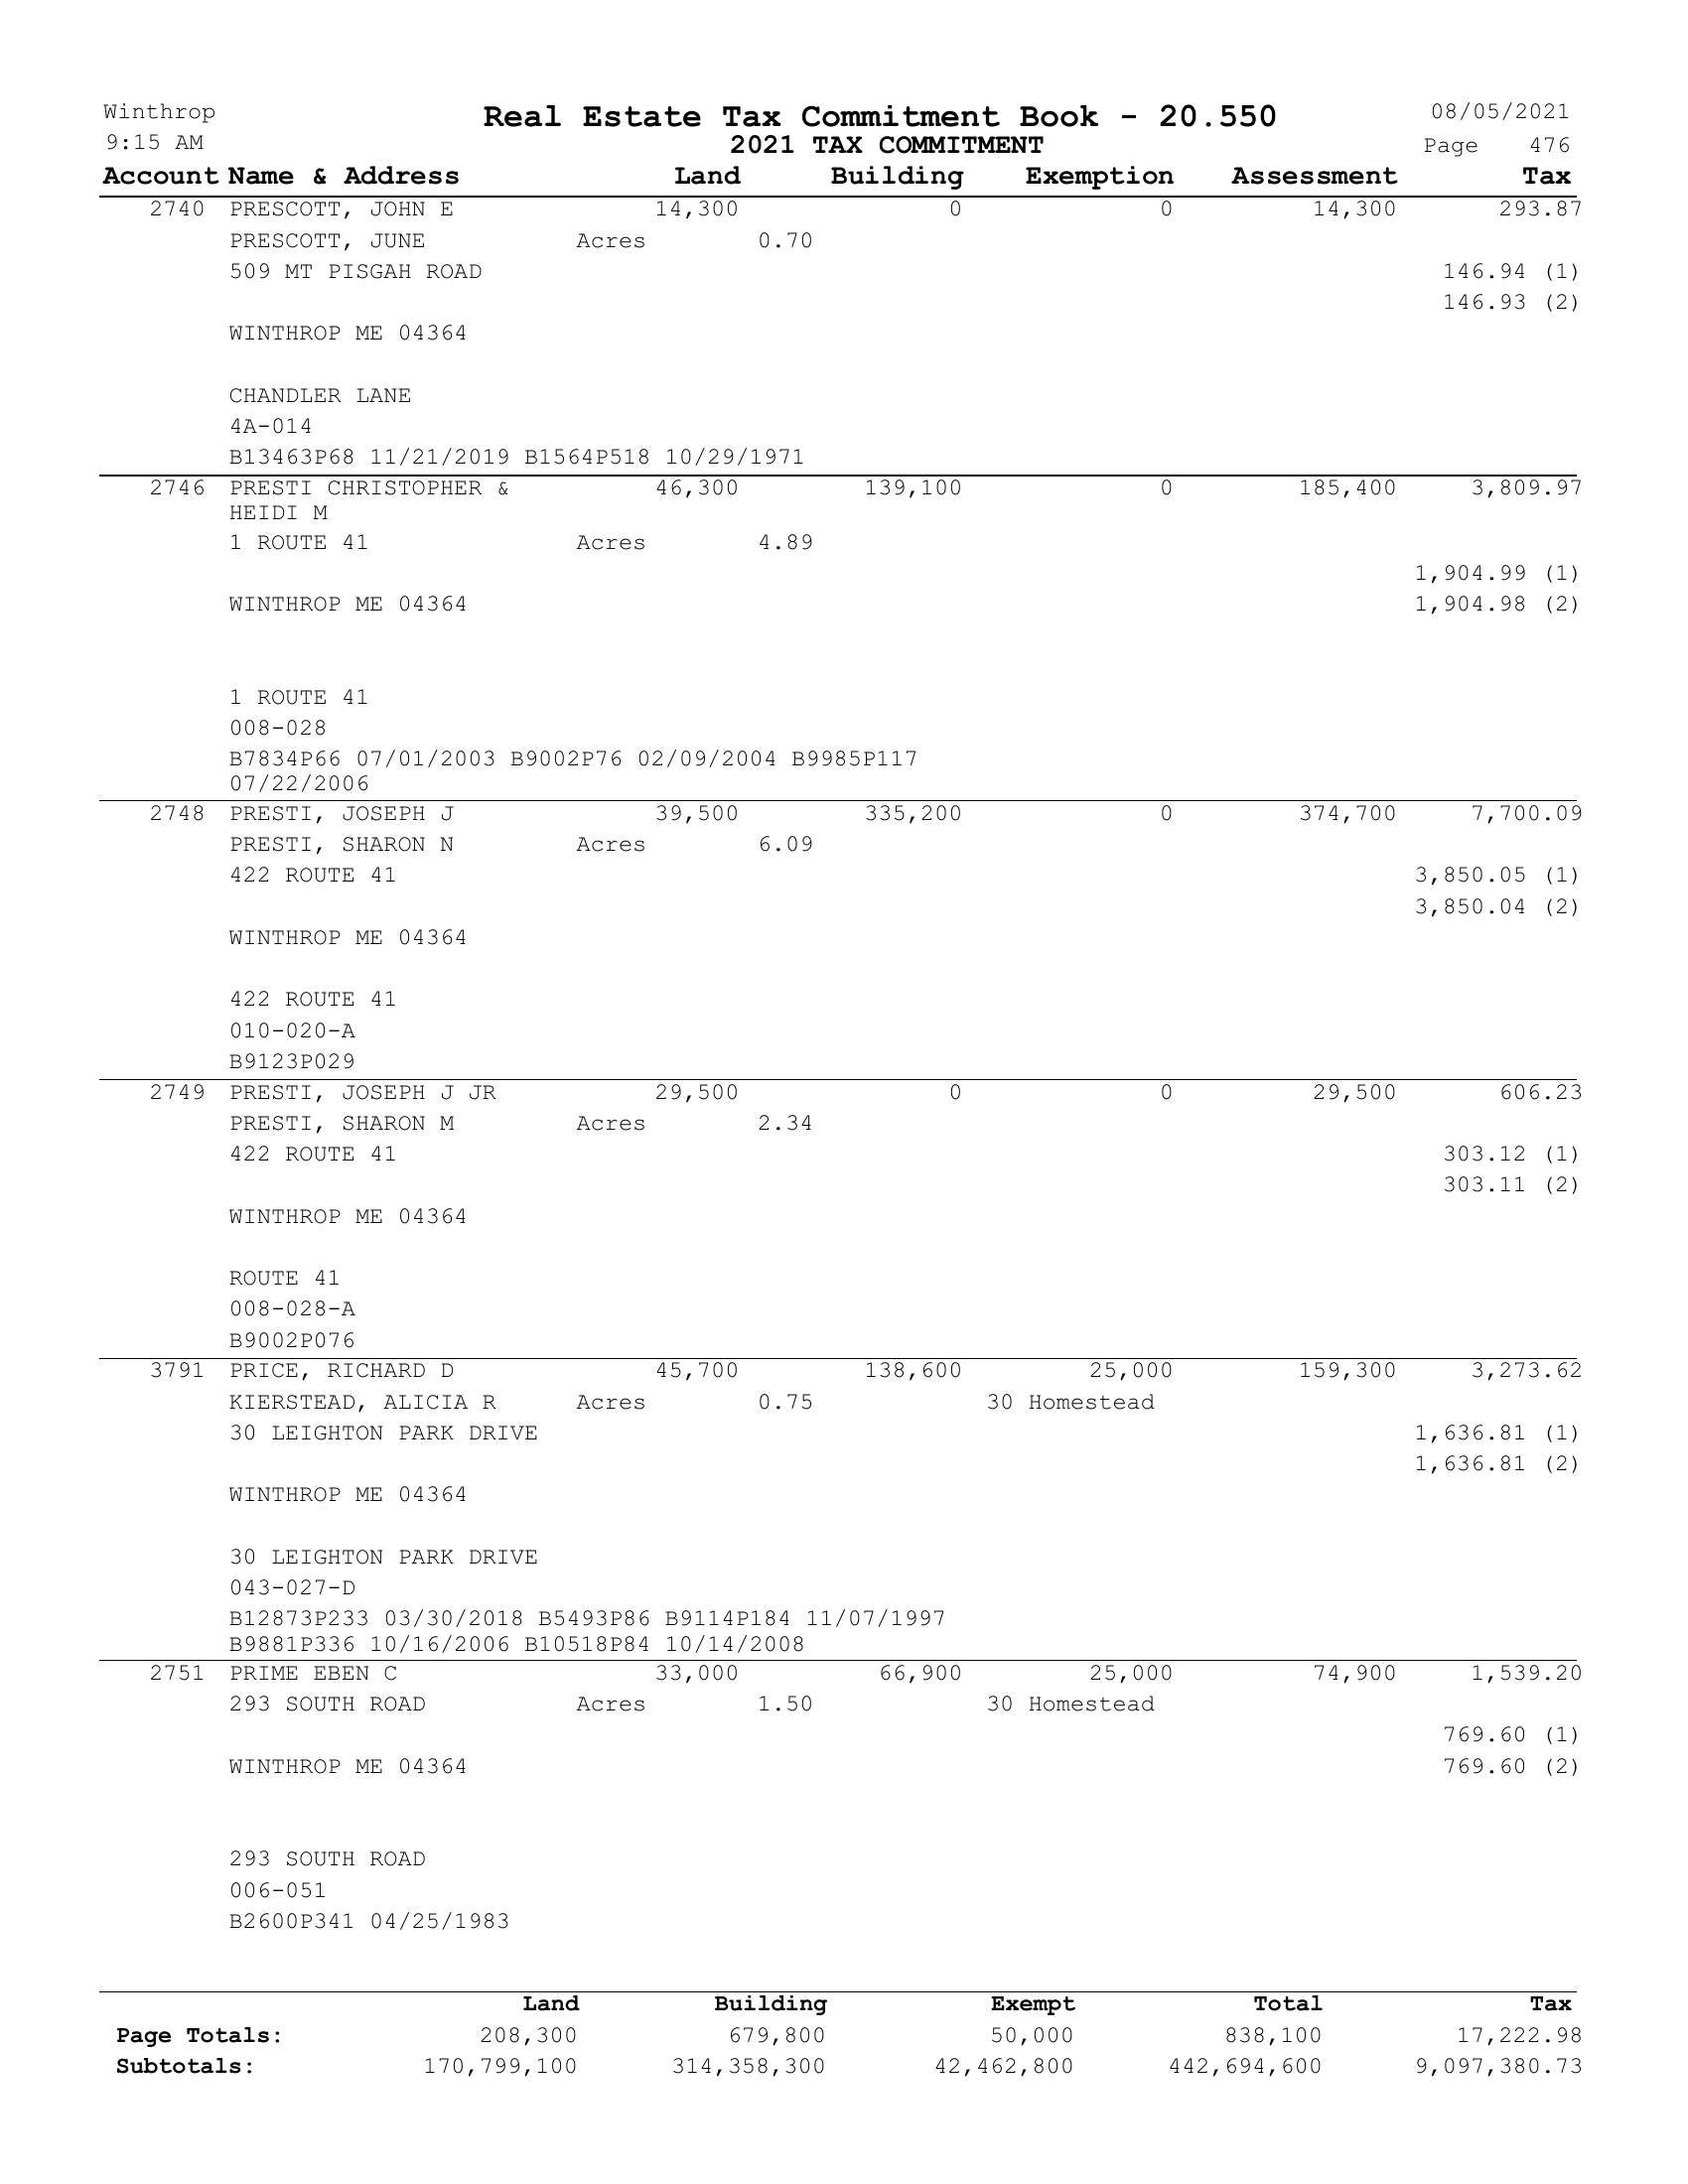 Winthrop Real Estate Tax Commitment Book - 20.550 08/05/2021
9:15 AM 2021 TAX COMMITMENT Page 476
Account Name & Address Land Building Exemption Assessment Tax
2740 PRESCOTT, JOHN E 14,300 0 0 14,300 293.87
PRESCOTT, JUNE Acres 0.70
509 MT PISGAH ROAD 146.94 (1)
146.93 (2)
WINTHROP ME 04364
CHANDLER LANE
4A-014
B13463P68 11/21/2019 B1564P518 10/29/1971
2746 PRESTI CHRISTOPHER & 46,300 139,100 0 185,400 3,809.97
HEIDI M
1 ROUTE 41 Acres 4.89
1,904.99 (1)
WINTHROP ME 04364 1,904.98 (2)
1 ROUTE 41
008-028
B7834P66 07/01/2003 B9002P76 02/09/2004 B9985P117
07/22/2006
2748 PRESTI, JOSEPH J 39,500 335,200 0 374,700 7,700.09
PRESTI, SHARON N Acres 6.09
422 ROUTE 41 3,850.05 (1)
3,850.04 (2)
WINTHROP ME 04364
422 ROUTE 41
010-020-A
B9123P029
2749 PRESTI, JOSEPH J JR 29,500 0 0 29,500 606.23
PRESTI, SHARON M Acres 2.34
422 ROUTE 41 303.12 (1)
303.11 (2)
WINTHROP ME 04364
ROUTE 41
008-028-A
B9002P076
3791 PRICE, RICHARD D 45,700 138,600 25,000 159,300 3,273.62
KIERSTEAD, ALICIA R Acres 0.75 30 Homestead
30 LEIGHTON PARK DRIVE 1,636.81 (1)
1,636.81 (2)
WINTHROP ME 04364
30 LEIGHTON PARK DRIVE
043-027-D
B12873P233 03/30/2018 B5493P86 B9114P184 11/07/1997
B9881P336 10/16/2006 B10518P84 10/14/2008
2751 PRIME EBEN C 33,000 66,900 25,000 74,900 1,539.20
293 SOUTH ROAD Acres 1.50 30 Homestead
769.60 (1)
WINTHROP ME 04364 769.60 (2)
293 SOUTH ROAD
006-051
B2600P341 04/25/1983
Land Building Exempt Total Tax
Page Totals: 208,300 679,800 50,000 838,100 17,222.98
Subtotals: 170,799,100 314,358,300 42,462,800 442,694,600 9,097,380.73